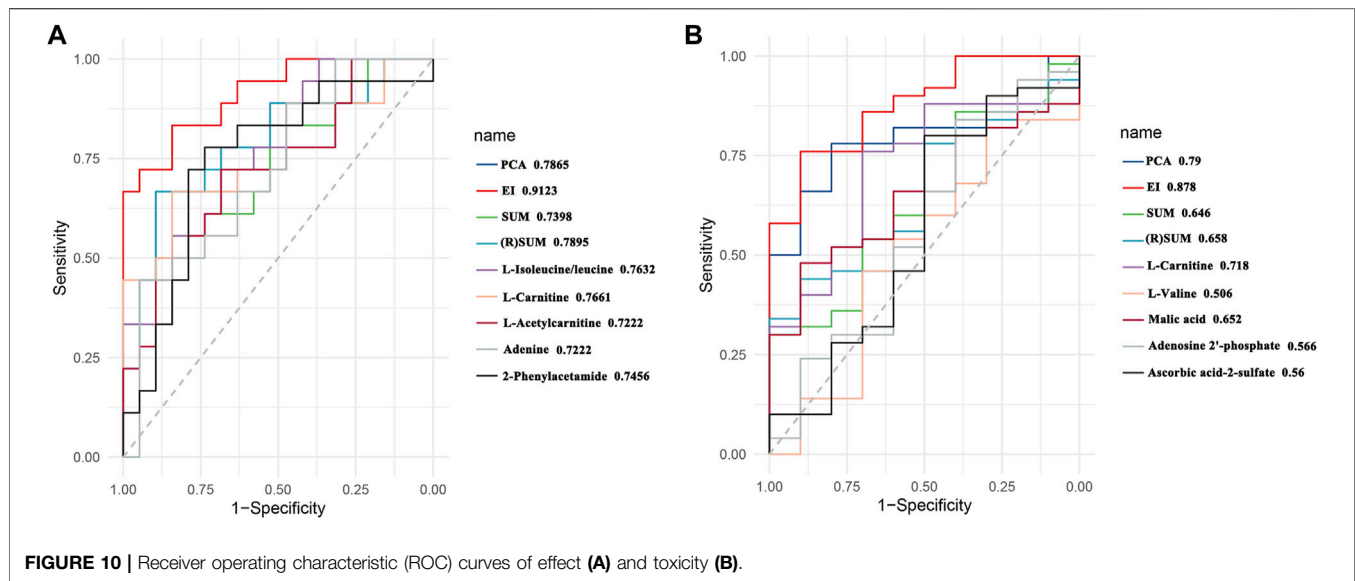 A
1.00
0.75
0.50
0.25
0.00
Sensitivity
1.00 0.75 0.50 0.25 0.00
1−Specificity
name
PCA 0.7865
EI 0.9123
SUM 0.7398
(R)SUM 0.7895
L-Isoleucine/leucine 0.7632
L-Carnitine 0.7661
L-Acetylcarnitine 0.7222
Adenine 0.7222
2-Phenylacetamide 0.7456
B
1.00
0.75
0.50
0.25
0.00
Sensitivity
1.00 0.75 0.50 0.25 0.00
1−Specificity
name
PCA 0.79
EI 0.878
SUM 0.646
(R)SUM 0.658
L-Carnitine 0.718
L-Valine 0.506
Malic acid 0.652
Adenosine 2'-phosphate 0.566
Ascorbic acid-2-sulfate 0.56
FIGURE 10 | Receiver operating characteristic (ROC) curves of effect (A) and toxicity (B).